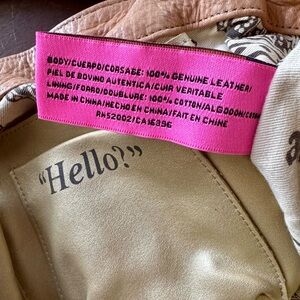 BODY/CUERPO/CORSAGE: 100% GENUINE LEATHER/
PIEL DE BOVINO AUTENTICA/CUIR VERITABLE
LINING/FORRO/DOUBLURE: 100% COTTON/ALGODON/COTON
MADE IN CHINA/HECHO EN CHINA/FAIT EN CHINE
RN52002/CA16396
"Hello?"